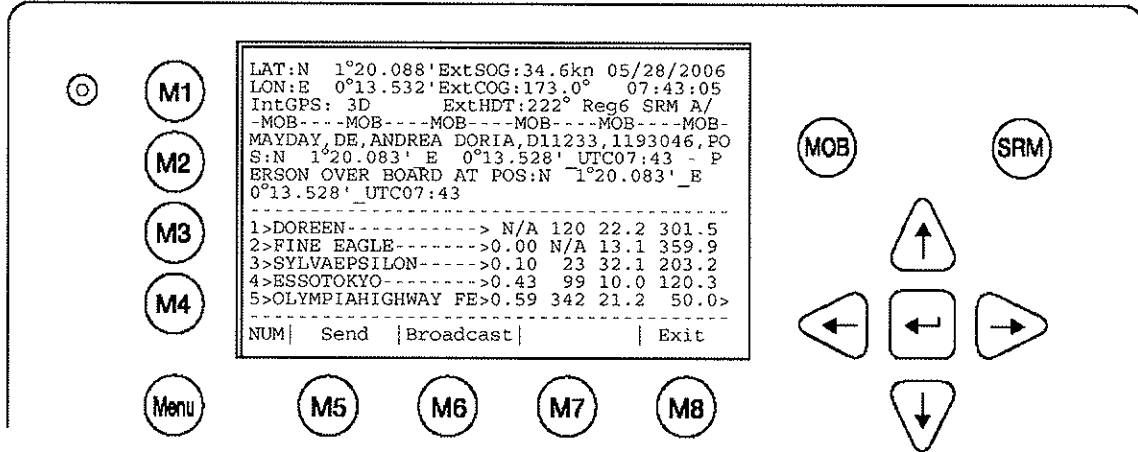 M1
M2
M3
M4
Menu
LAT:N 1°20.088'ExtSOG:34.6kn 05/28/2006
LON:E 0°13.532'ExtCOG:173.0° 07:43:05
IntGPS: 3D ExtHDT:222° Reg6 SRM A/
-MOB----MOB----MOB----MOB----MOB----MOB-
MAYDAY,DE,ANDREA DORIA,D11233,1193046,PO
S:N 1°20.083'_E 0°13.528'_UTC07:43 - P
ERSON OVER BOARD AT POS:N 1°20.083'_E
0°13.528'_UTC07:43
----------------------------------------
1>DOREEN-----------> N/A 120 22.2 301.5
2>FINE EAGLE------->0.00 N/A 13.1 359.9
3>SYLVAEPSILON----->0.10 23 32.1 203.2
4>ESSOTOKYO-------->0.43 99 10.0 120.3
5>OLYMPIAHIGHWAY FE>0.59 342 21.2 50.0>
----------------------------------------
NUM| Send |Broadcast| | Exit
M5 M6 M7 M8
MOB SRM